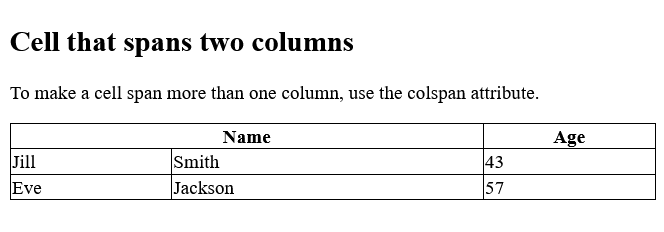 Cell that spans two columns
To make a cell span more than one column, use the colspan attribute.
Name Age
Jill Smith 43
Eve Jackson 57